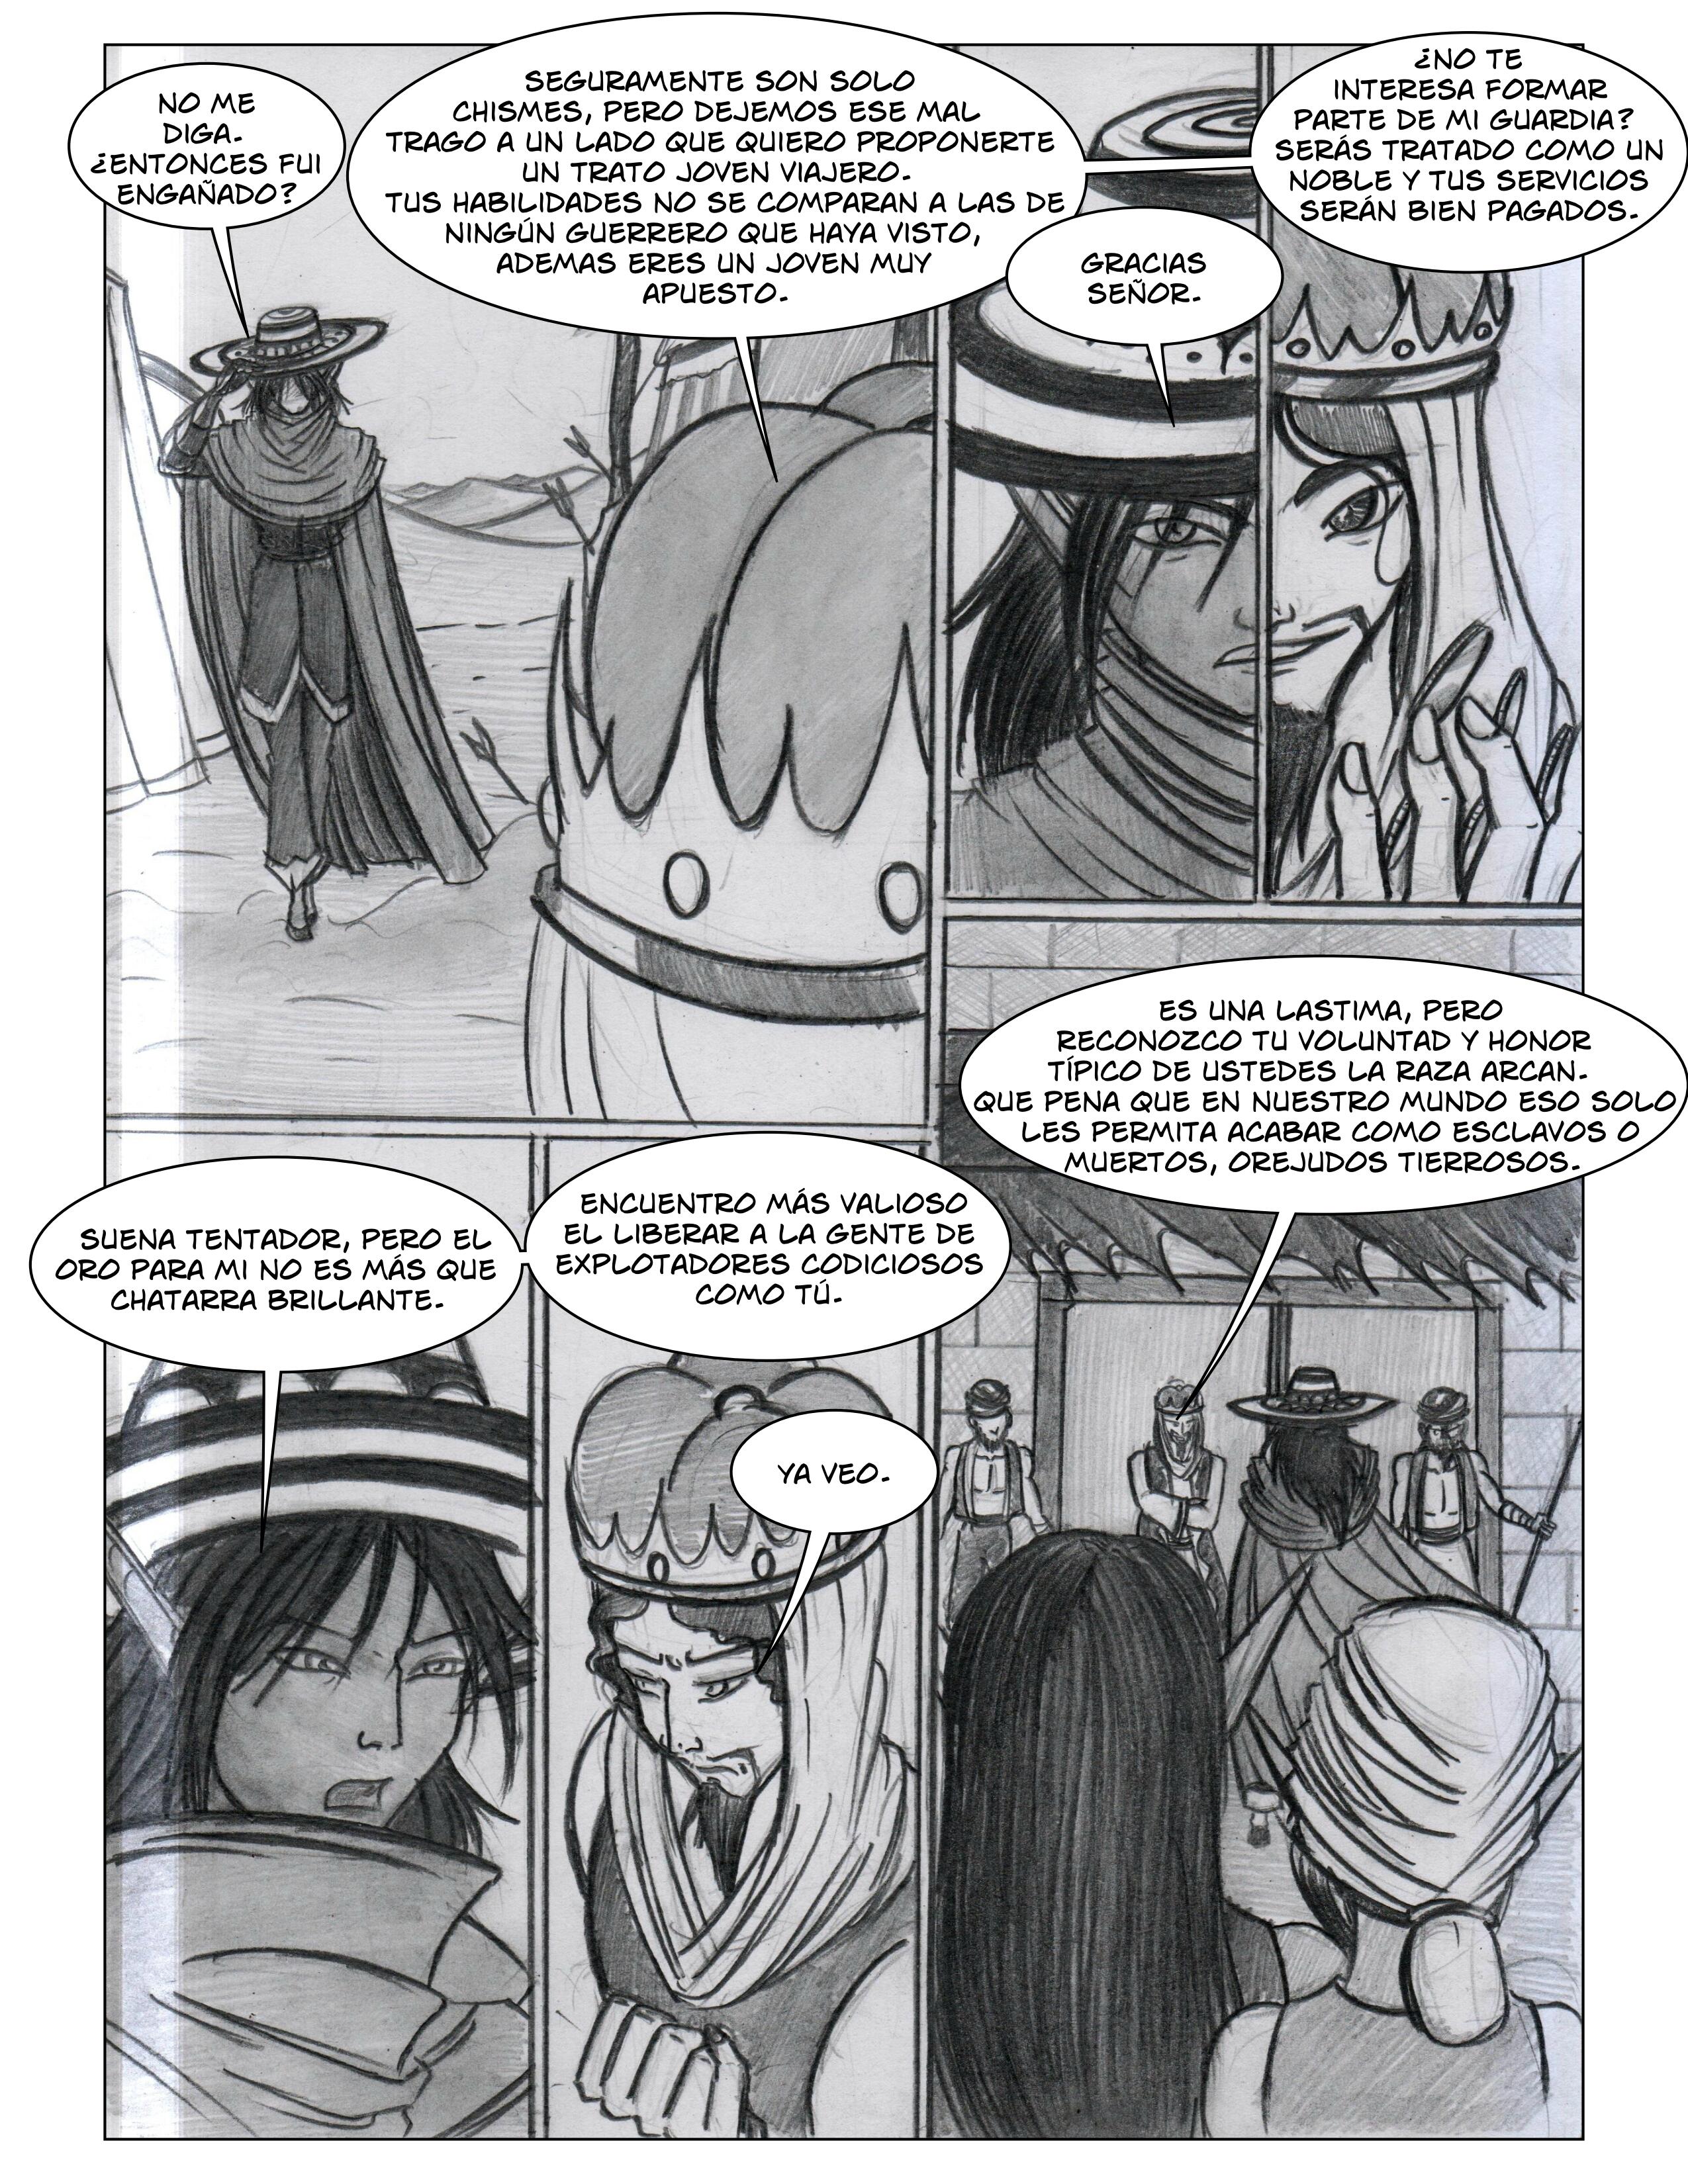 NO ME
DIGA.
¿ENTONCES FUI
ENGAÑADO?
SEGURAMENTE SON SOLO
CHISMES, PERO DEJEMOS ESE MAL
TRAGO A UN LADO QUE QUIERO PROPONERTE
UN TRATO JOVEN VIAJERO.
TUS HABILIDADES NO SE COMPARAN A LAS DE
NINGÚN GUERRERO QUE HAYA VISTO,
ADEMAS ERES UN JOVEN MUY
APUESTO.
GRACIAS
SEÑOR.
¿NO TE
INTERESA FORMAR
PARTE DE MI GUARDIA?
SERÁS TRATADO COMO UN
NOBLE Y TUS SERVICIOS
SERÁN BIEN PAGADOS.
SUENA TENTADOR, PERO EL
ORO PARA MI NO ES MÁS QUE
CHATARRA BRILLANTE.
ENCUENTRO MÁS VALIOSO
EL LIBERAR A LA GENTE DE
EXPLOTADORES CODICIOSOS
COMO TÚ.
YA VEO.
ES UNA LASTIMA, PERO
RECONOZCO TU VOLUNTAD Y HONOR
TÍPICO DE USTEDES LA RAZA ARCAN.
QUE PENA QUE EN NUESTRO MUNDO ESO SOLO
LES PERMITA ACABAR COMO ESCLAVOS O
MUERTOS, OREJUDOS TIERROSOS.